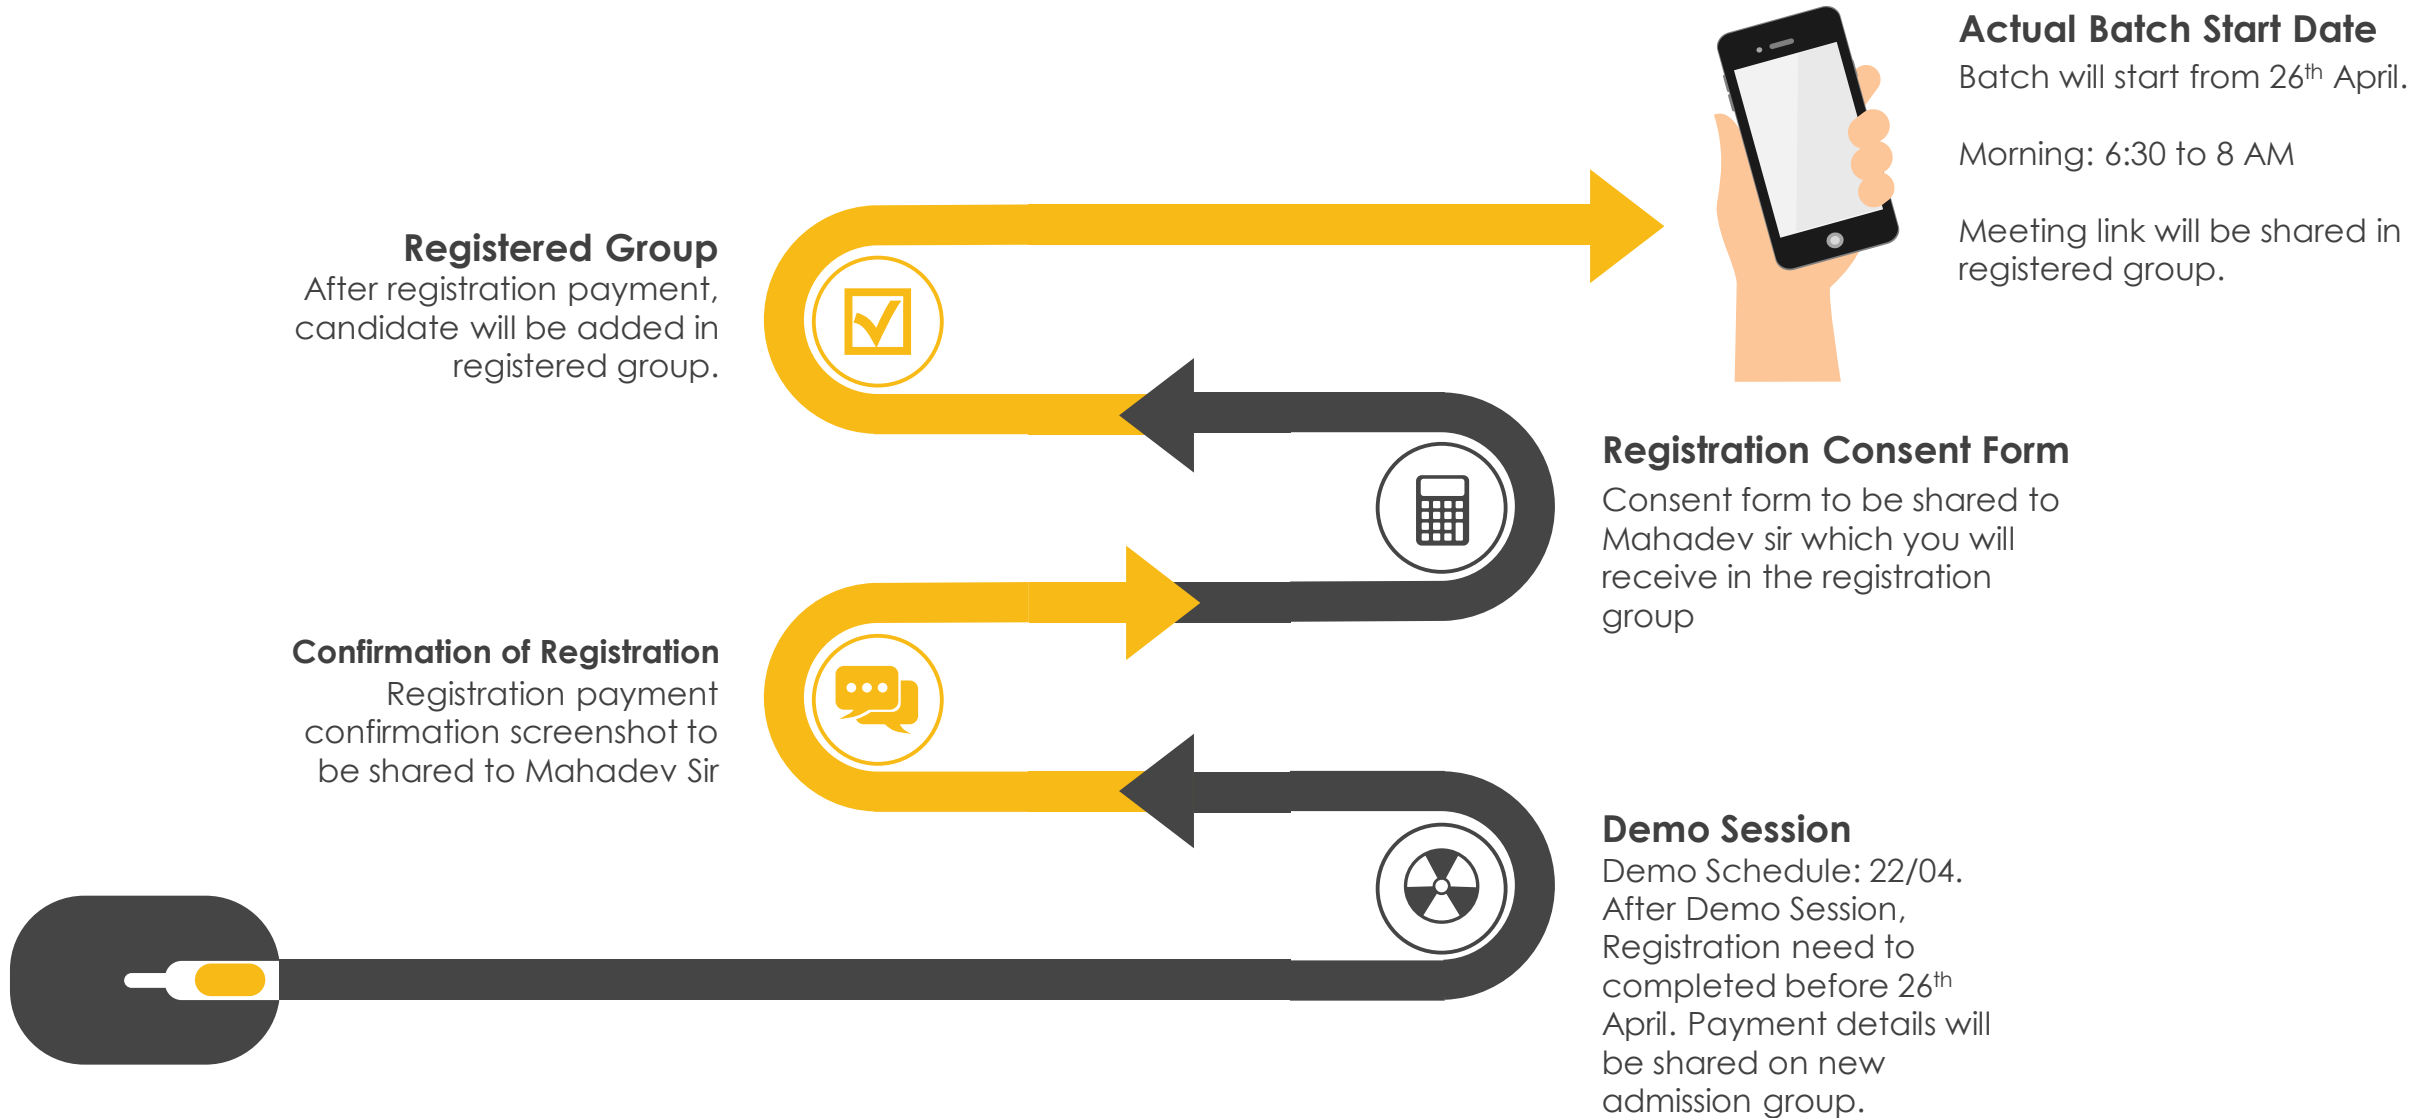 Actual Batch Start Date
Batch will start from 26th April.
Morning: 6:30 to 8 AM
Meeting link will be shared in
registered group.
Registered Group
After registration payment,
candidate will be added in
registered group.
Registration Consent Form
Consent form to be shared to
Mahadev sir which you will
receive in the registration
group
Confirmation of Registration
Registration payment
confirmation screenshot to
be shared to Mahadev Sir
Demo Session
Demo Schedule: 22/04.
After Demo Session,
Registration need to
completed before 26th
April. Payment details will
be shared on new
admission group.